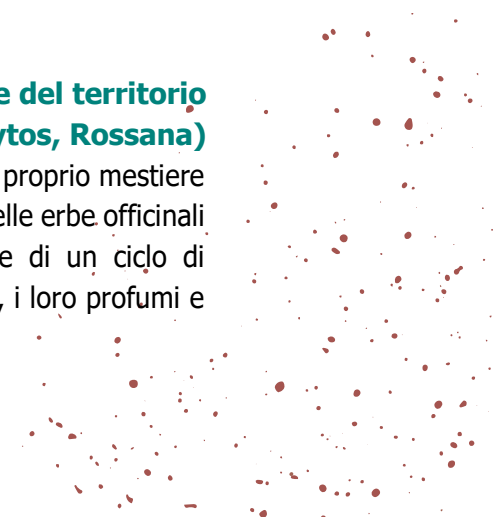 e del territorio
ytos, Rossana)
proprio mestiere
elle erbe officinali
e di un ciclo di
, i loro profumi e